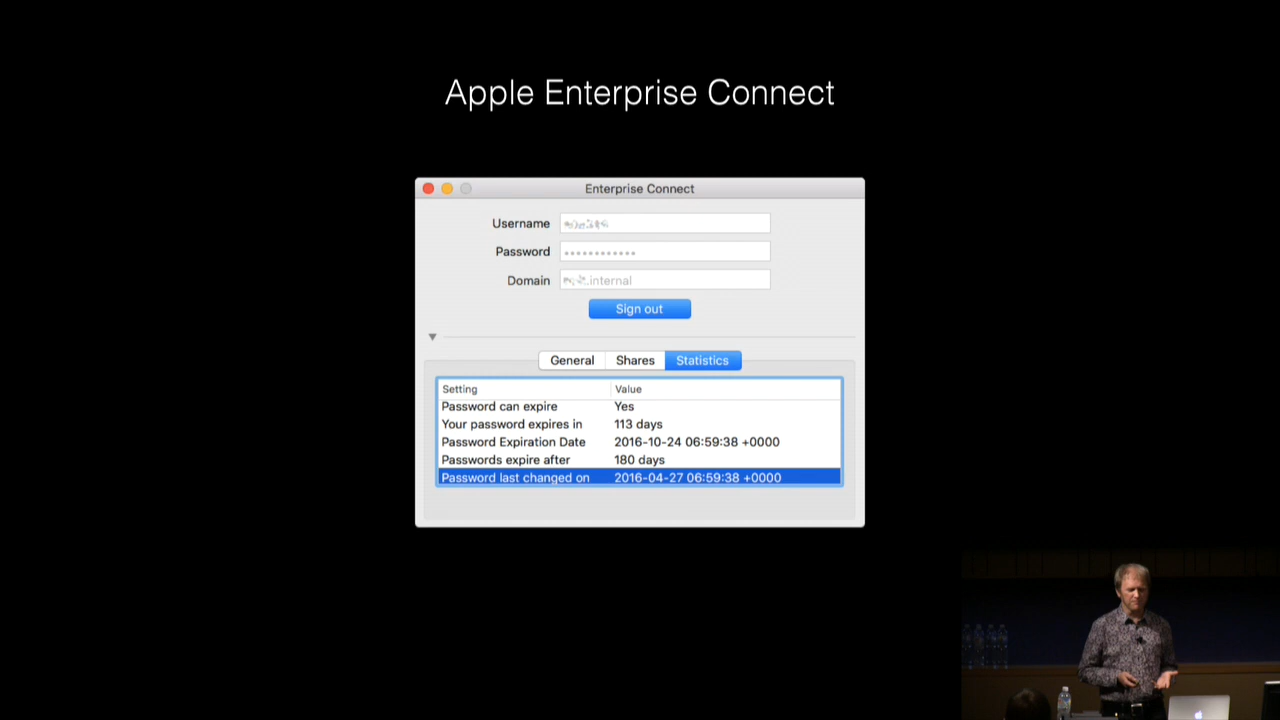 Apple Enterprise Connect
Enterprise Connect
Username
Password
Domain .internal
Sign out
General Shares Statistics
Setting Value
Password can expire Yes
Your password expires in 113 days
Password Expiration Date 2016-10-24 06:59:38 +0000
Passwords expire after 180 days
Password last changed on 2016-04-27 06:59:38 +0000